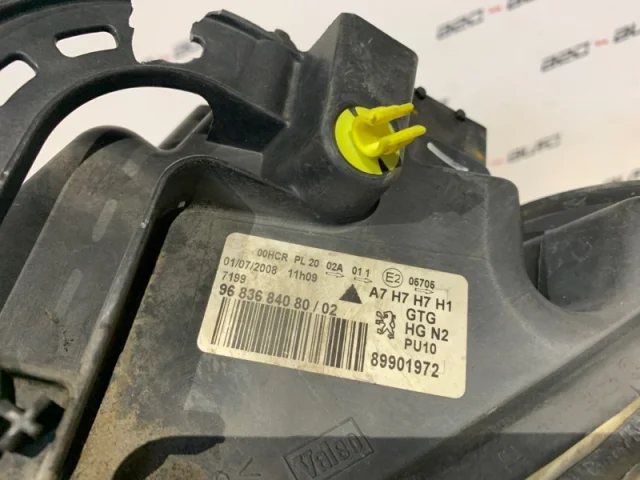 00HCR PL 20 02A 01 1 E2 05706
01/07/2008 11h09
7199 A7 H7 H7 H1
96 836 840 80 / 02 GTG
HG N2
PU10
89901972
Valeo